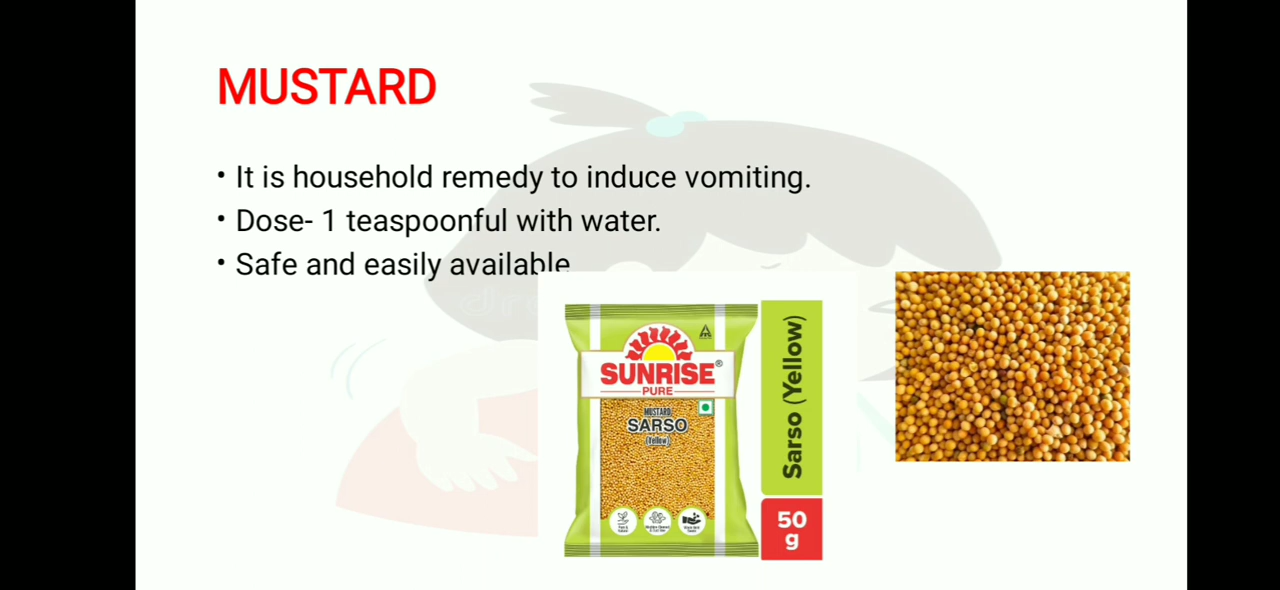 MUSTARD
• It is household remedy to induce vomiting.
• Dose- 1 teaspoonful with water.
• Safe and easily available
SUNRISE®
PURE
MUSTARD
SARSO
(Yellow)
Sarso (Yellow)
50
g